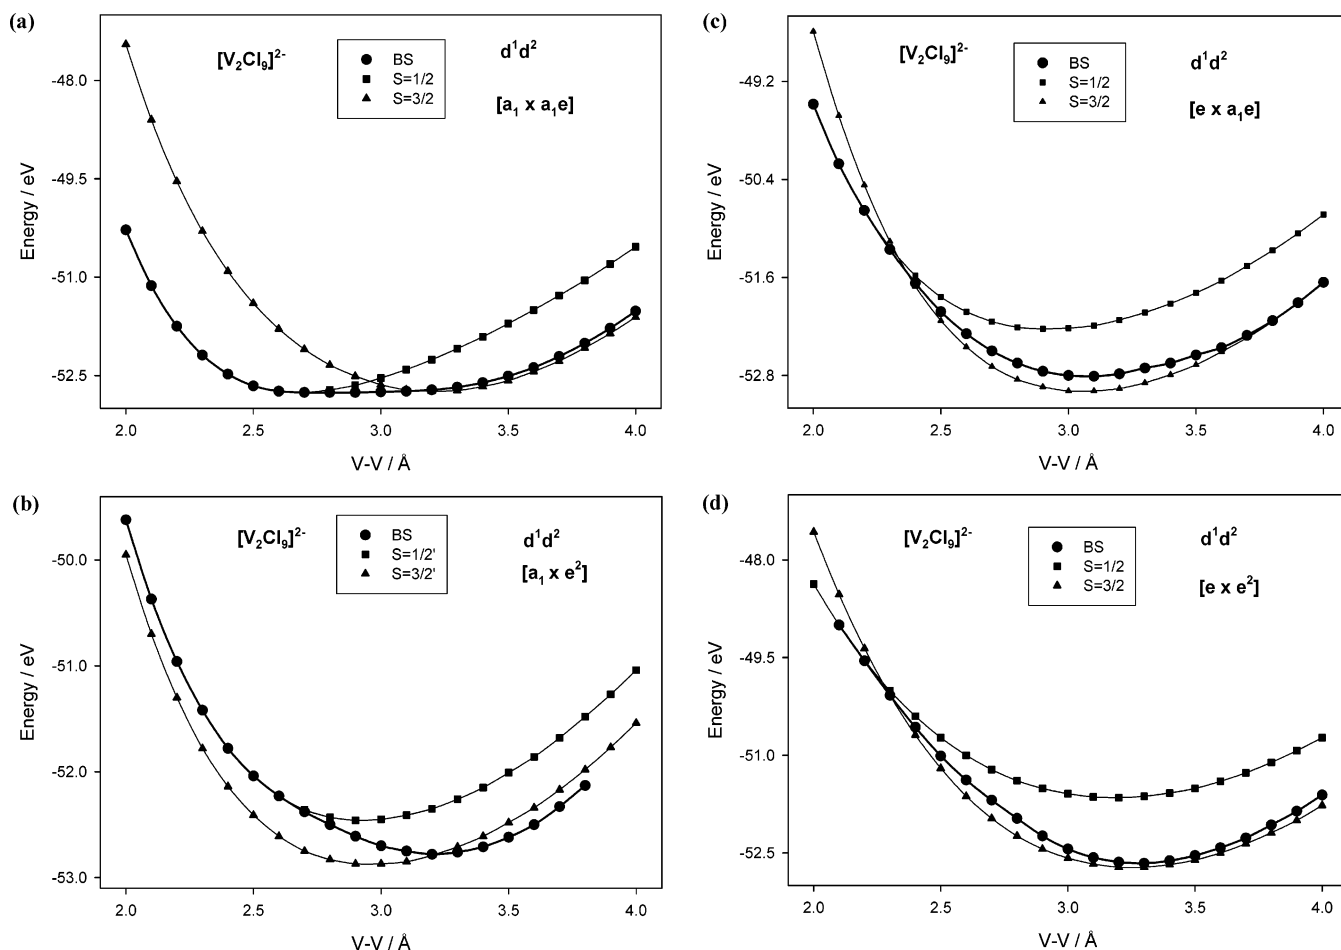 (a)
[V₂Cl₉]²⁻
BS
S=1/2
S=3/2
d¹d²
[a₁ x a₁e]
Energy / eV
-48.0
-49.5
-51.0
-52.5
2.0 2.5 3.0 3.5 4.0
V-V / Å
(c)
[V₂Cl₉]²⁻
BS
S=1/2
S=3/2
d¹d²
[e x a₁e]
Energy / eV
-49.2
-50.4
-51.6
-52.8
2.0 2.5 3.0 3.5 4.0
V-V / Å
(b)
[V₂Cl₉]²⁻
BS
S=1/2'
S=3/2'
d¹d²
[a₁ x e²]
Energy / eV
-50.0
-51.0
-52.0
-53.0
2.0 2.5 3.0 3.5 4.0
V-V / Å
(d)
[V₂Cl₉]²⁻
BS
S=1/2
S=3/2
d¹d²
[e x e²]
Energy / eV
-48.0
-49.5
-51.0
-52.5
2.0 2.5 3.0 3.5 4.0
V-V / Å